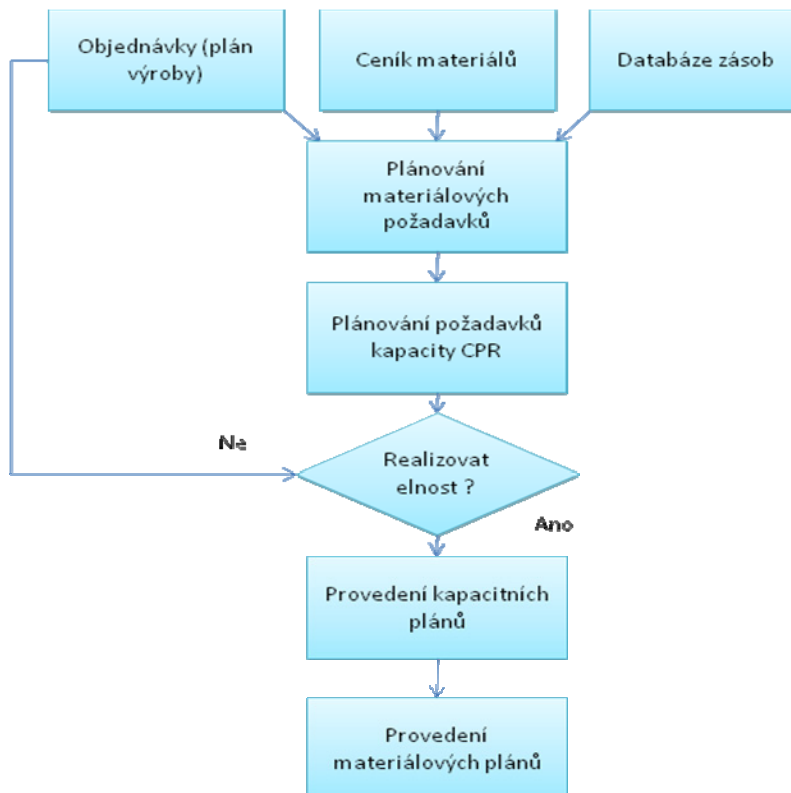 Objednávky (plán
výroby)
Ceník materiálů
Databáze zásob
Plánování
materiálových
požadavků
Plánování požadavků
kapacity CPR
Ne
Realizovat
elnost ?
Ano
Provedení kapacitních
plánů
Provedení
materiálových plánů